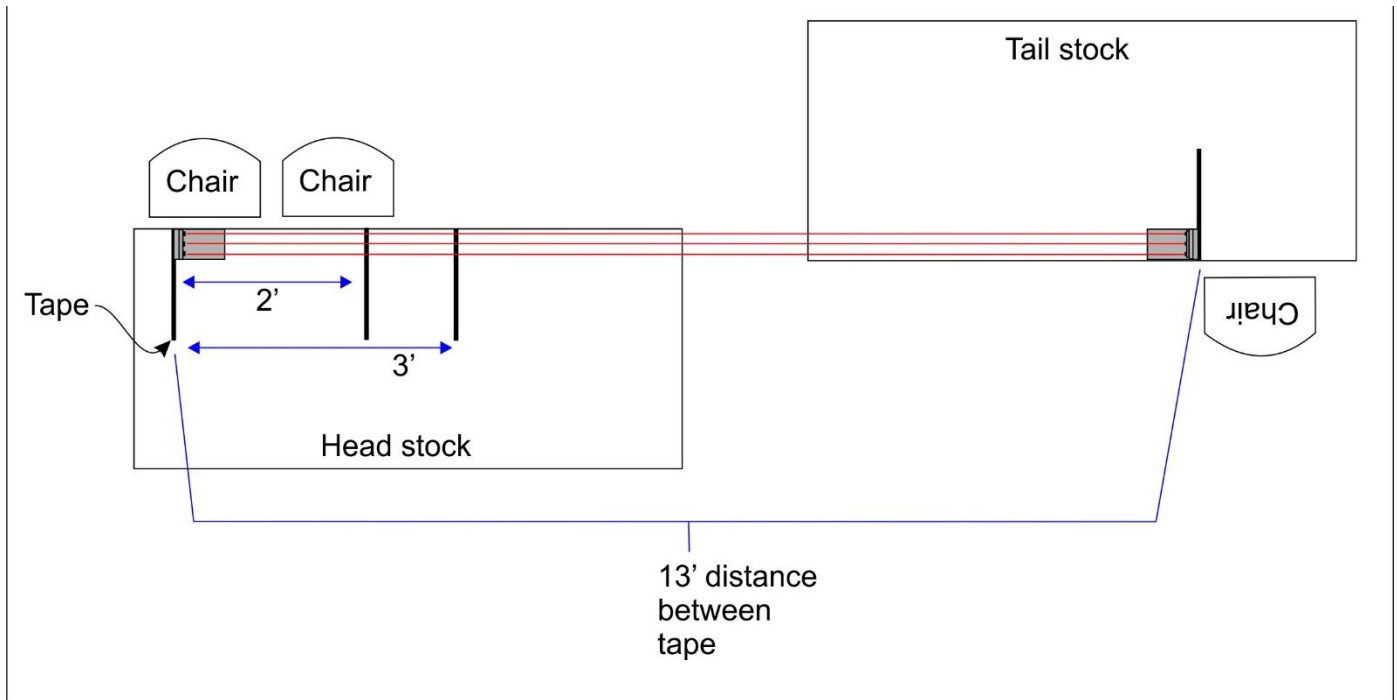 Tail stock
Chair
Chair
Tape
2’
3’
Chair
Head stock
13’ distance
between
tape